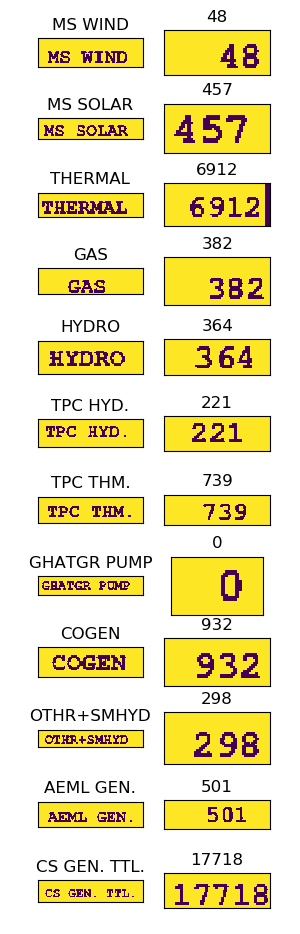 MS WIND 48
MS WIND 48
MS SOLAR 457
MS SOLAR 457
THERMAL 6912
THERMAL 6912
GAS 382
GAS 382
HYDRO 364
HYDRO 364
TPC HYD. 221
TPC HYD. 221
TPC THM. 739
TPC THM. 739
GHATGR PUMP 0
GHATGR PUMP 0
COGEN 932
COGEN 932
OTHR+SMHYD 298
OTHR+SMHYD 298
AEML GEN. 501
AEML GEN. 501
CS GEN. TTL. 17718
CS GEN. TTL. 17718